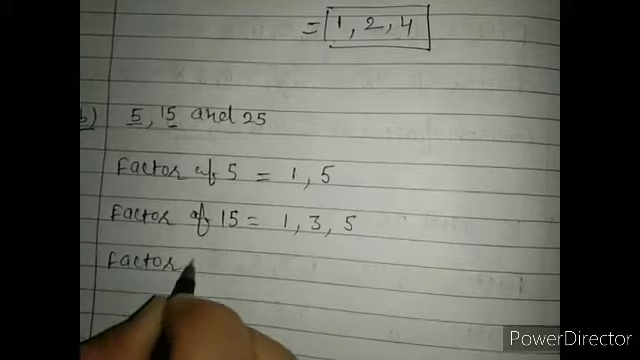 = 1, 2, 4
b) 5, 15 and 25
Factor of 5 = 1, 5
Factor of 15 = 1, 3, 5
Factor
PowerDirector